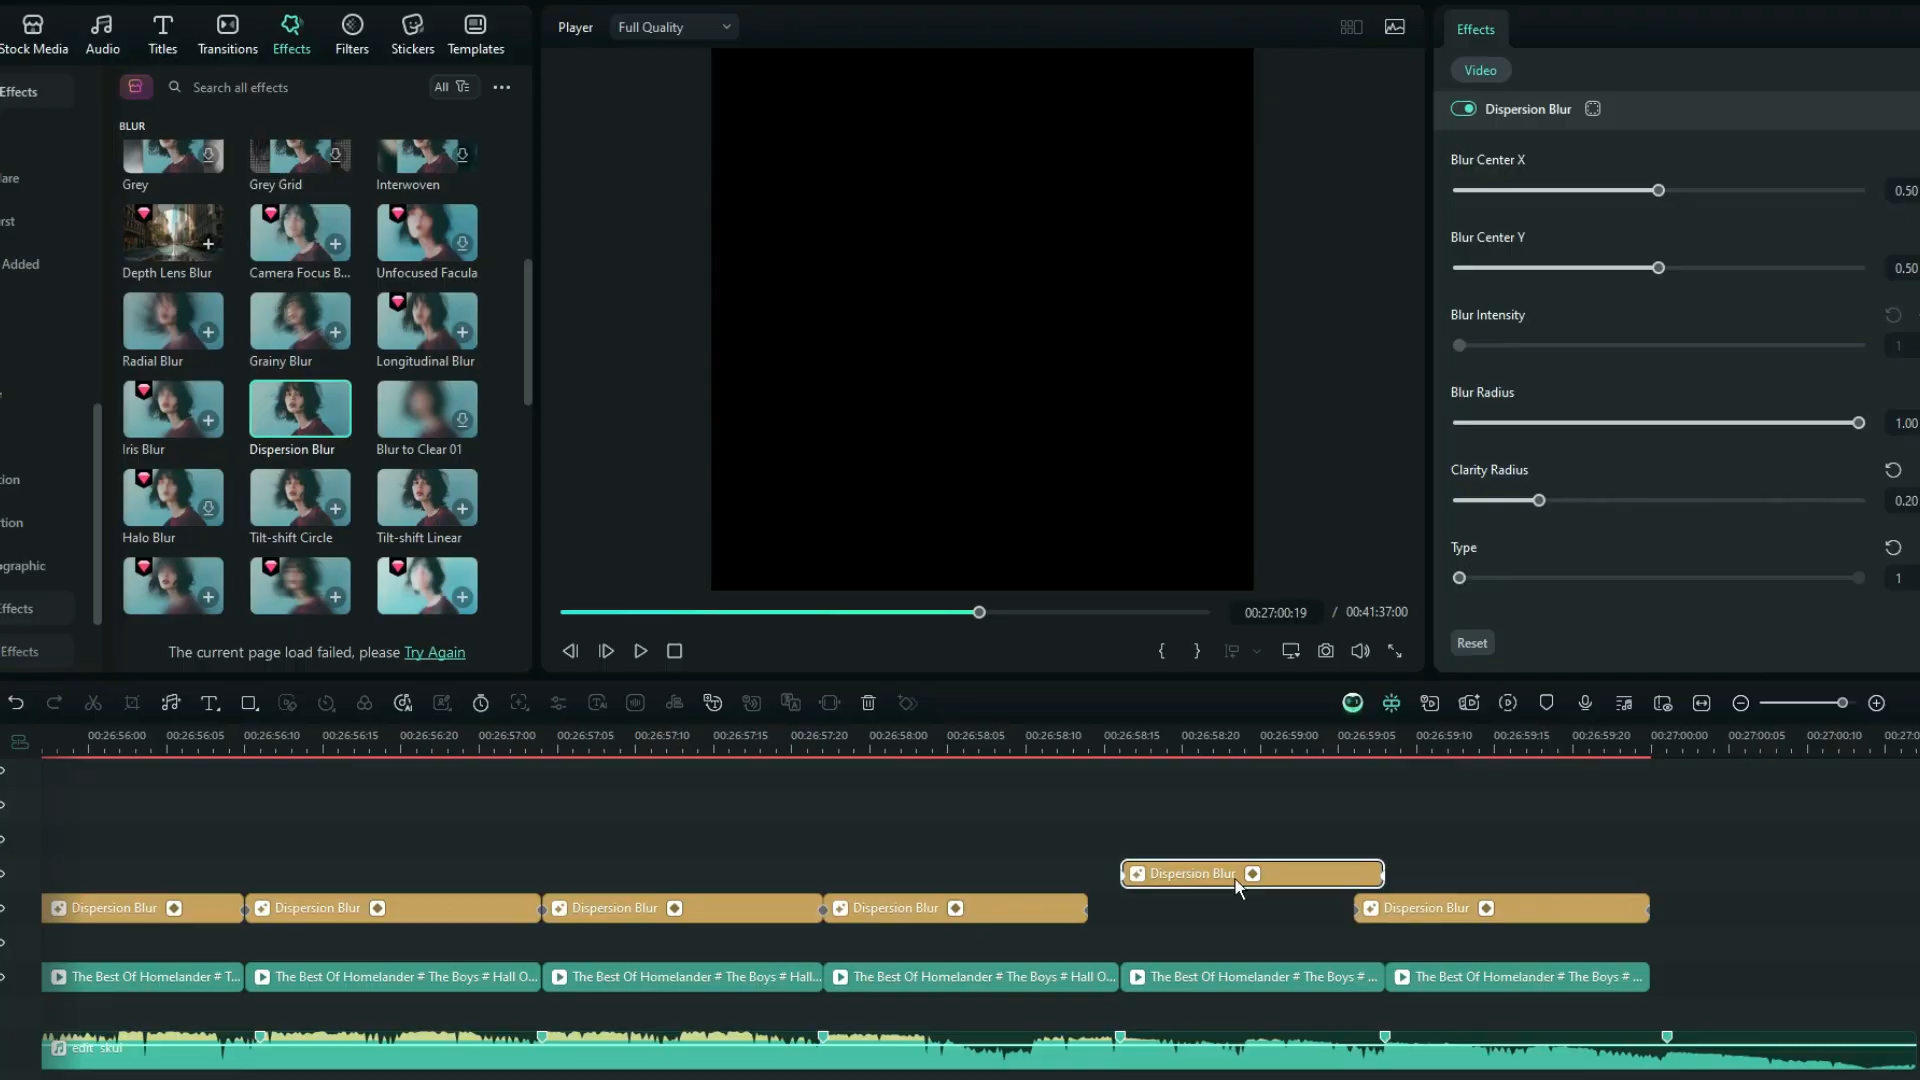 Stock Media
Audio
Titles
Transitions
Effects
Filters
Stickers
Templates
Effects
Search all effects
All
BLUR
Grey
Grey Grid
Interwoven
Added
Depth Lens Blur
Camera Focus B...
Unfocused Facula
Radial Blur
Grainy Blur
Longitudinal Blur
Iris Blur
Dispersion Blur
Blur to Clear 01
Halo Blur
Tilt-shift Circle
Tilt-shift Linear
The current page load failed, please Try Again
Player
Full Quality
00:27:00:19 / 00:41:37:00
Effects
Video
Dispersion Blur
Blur Center X
0.50
Blur Center Y
0.50
Blur Intensity
1
Blur Radius
1.00
Clarity Radius
0.20
Type
1
Reset
00:26:56:00 00:26:56:05 00:26:56:10 00:26:56:15 00:26:56:20 00:26:57:00 00:26:57:05 00:26:57:10 00:26:57:15 00:26:57:20 00:26:58:00 00:26:58:05 00:26:58:10 00:26:58:15 00:26:58:20 00:26:59:00 00:26:59:05 00:26:59:10 00:26:59:15 00:26:59:20 00:27:00:00 00:27:00:05 00:27:00:10 00:27:0
Dispersion Blur
Dispersion Blur Dispersion Blur Dispersion Blur Dispersion Blur Dispersion Blur
The Best Of Homelander # T... The Best Of Homelander # The Boys # Hall O... The Best Of Homelander # The Boys # Hall... The Best Of Homelander # The Boys # Hall O... The Best Of Homelander # The Boys # ... The Best Of Homelander # The Boys # ...
edit skul